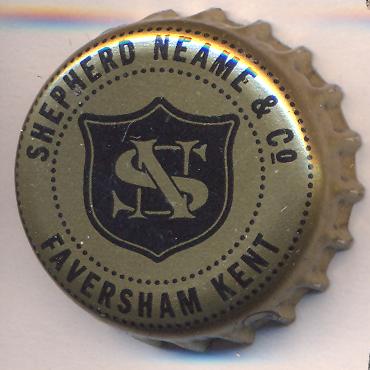 SHEPHERD NEAME & CO
SN
FAVERSHAM KENT